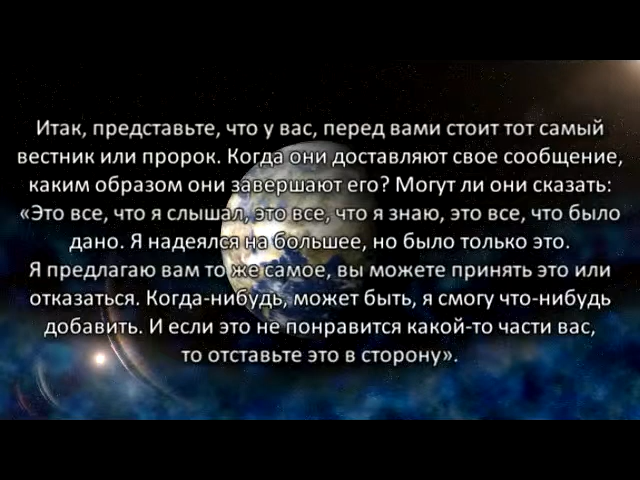 Итак, представьте, что у вас, перед вами стоит тот самый
вестник или пророк. Когда они доставляют свое сообщение,
каким образом они завершают его? Могут ли они сказать:
«Это все, что я слышал, это все, что я знаю, это все, что было
дано. Я надеялся на большее, но было только это.
Я предлагаю вам то же самое, вы можете принять это или
отказаться. Когда-нибудь, может быть, я смогу что-нибудь
добавить. И если это не понравится какой-то части вас,
то отставьте это в сторону».